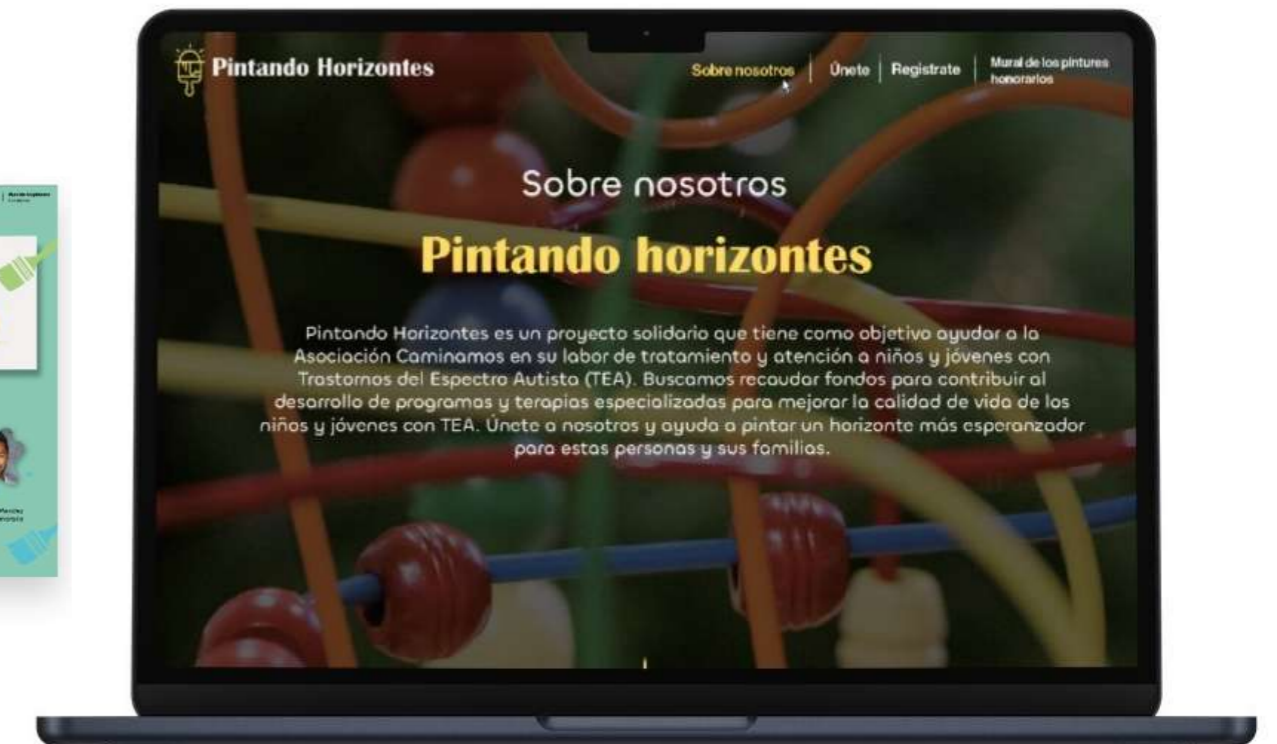 Pintando Horizontes
Sobre nosotros
Únete
Registrate
Mural de los pintures
honorarios
Sobre nosotros
Pintando horizontes
Pintando Horizontes es un proyecto solidario que tiene como objetivo ayudar a la
Asociación Caminamos en su labor de tratamiento y atención a niños y jóvenes con
Trastornos del Espectro Autista (TEA). Buscamos recaudar fondos para contribuir al
desarrollo de programas y terapias especializadas para mejorar la calidad de vida de los
niños y jóvenes con TEA. Únete a nosotros y ayuda a pintar un horizonte más esperanzador
para estas personas y sus familias.